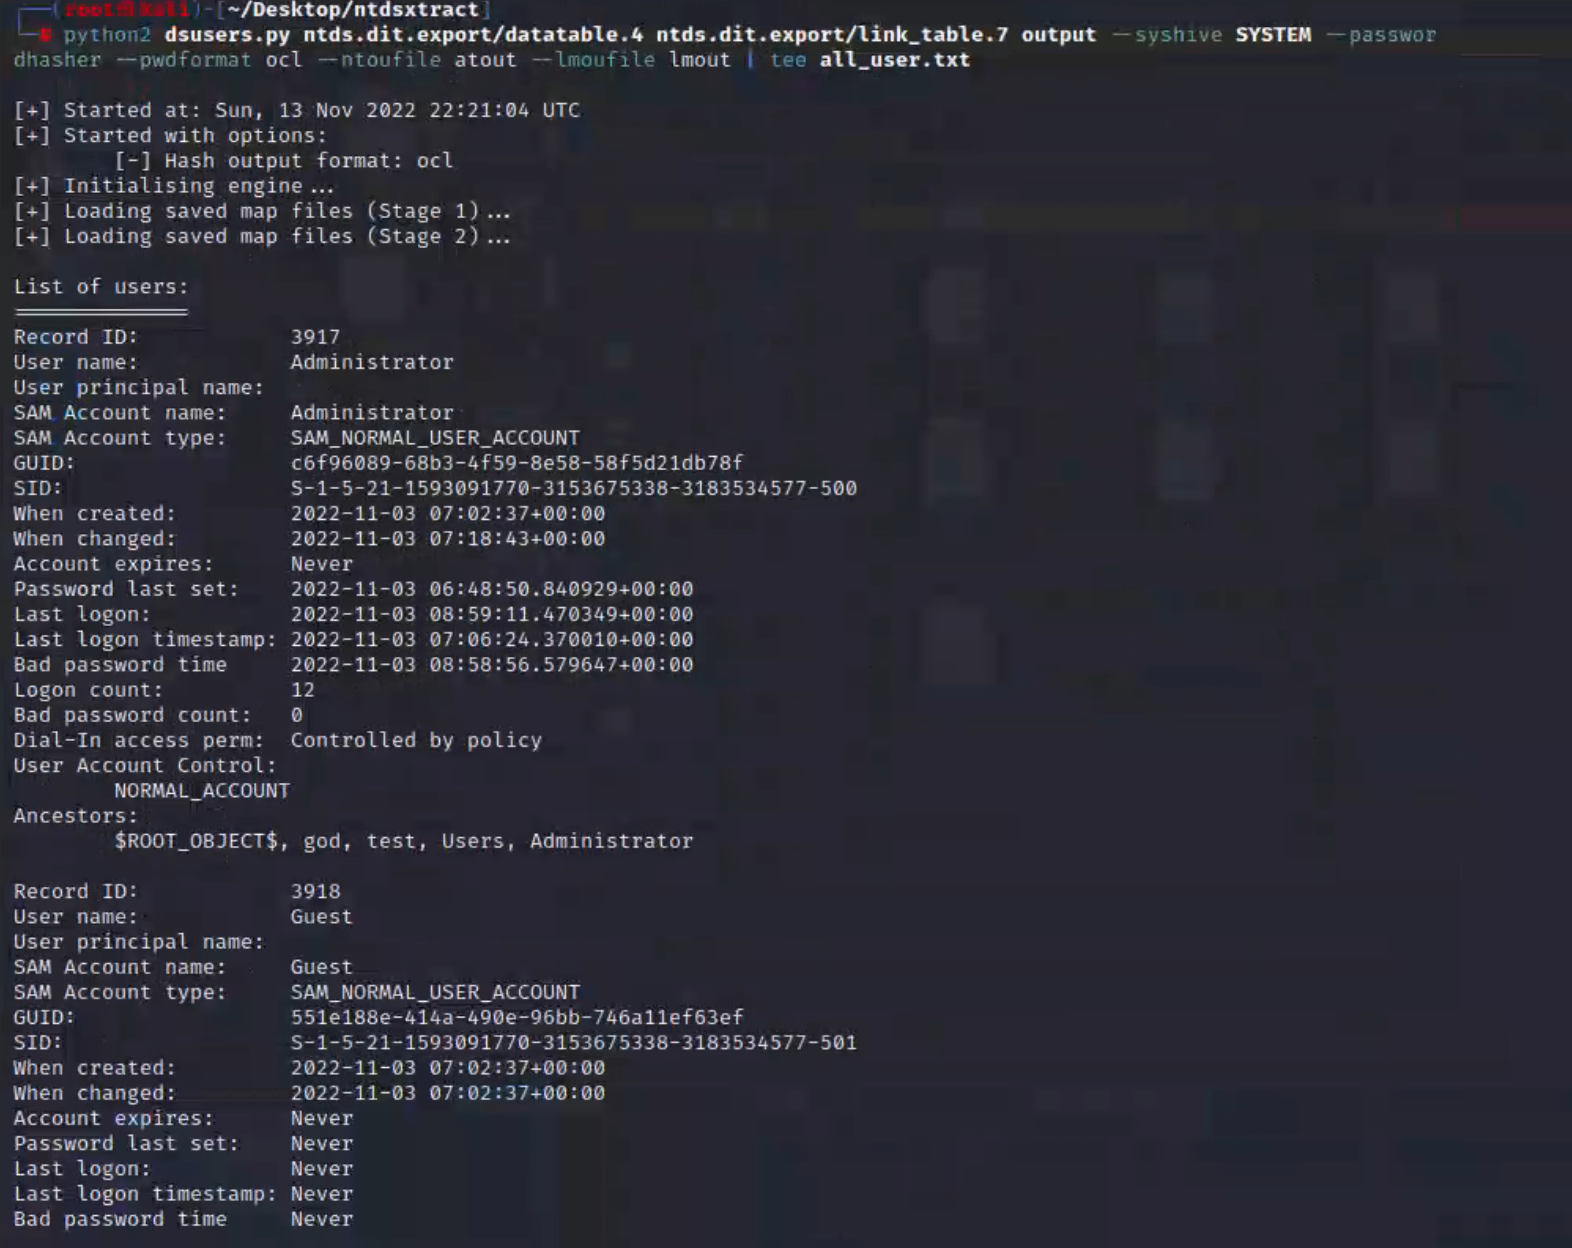 (root㉿kali)-[~/Desktop/ntdsxtract]
python2 dsusers.py ntds.dit.export/datatable.4 ntds.dit.export/link_table.7 output --syshive SYSTEM --passwor
dhasher --pwdformat ocl --ntoufile atout --lmoufile lmout | tee all_user.txt
[+] Started at: Sun, 13 Nov 2022 22:21:04 UTC
[+] Started with options:
[-] Hash output format: ocl
[+] Initialising engine...
[+] Loading saved map files (Stage 1)...
[+] Loading saved map files (Stage 2)...
List of users:
==============
Record ID: 3917
User name: Administrator
User principal name:
SAM Account name: Administrator
SAM Account type: SAM_NORMAL_USER_ACCOUNT
GUID: c6f96089-68b3-4f59-8e58-58f5d21db78f
SID: S-1-5-21-1593091770-3153675338-3183534577-500
When created: 2022-11-03 07:02:37+00:00
When changed: 2022-11-03 07:18:43+00:00
Account expires: Never
Password last set: 2022-11-03 06:48:50.840929+00:00
Last logon: 2022-11-03 08:59:11.470349+00:00
Last logon timestamp: 2022-11-03 07:06:24.370010+00:00
Bad password time 2022-11-03 08:58:56.579647+00:00
Logon count: 12
Bad password count: 0
Dial-In access perm: Controlled by policy
User Account Control:
NORMAL_ACCOUNT
Ancestors:
$ROOT_OBJECT$, god, test, Users, Administrator
Record ID: 3918
User name: Guest
User principal name:
SAM Account name: Guest
SAM Account type: SAM_NORMAL_USER_ACCOUNT
GUID: 551e188e-414a-490e-96bb-746a11ef63ef
SID: S-1-5-21-1593091770-3153675338-3183534577-501
When created: 2022-11-03 07:02:37+00:00
When changed: 2022-11-03 07:02:37+00:00
Account expires: Never
Password last set: Never
Last logon: Never
Last logon timestamp: Never
Bad password time Never